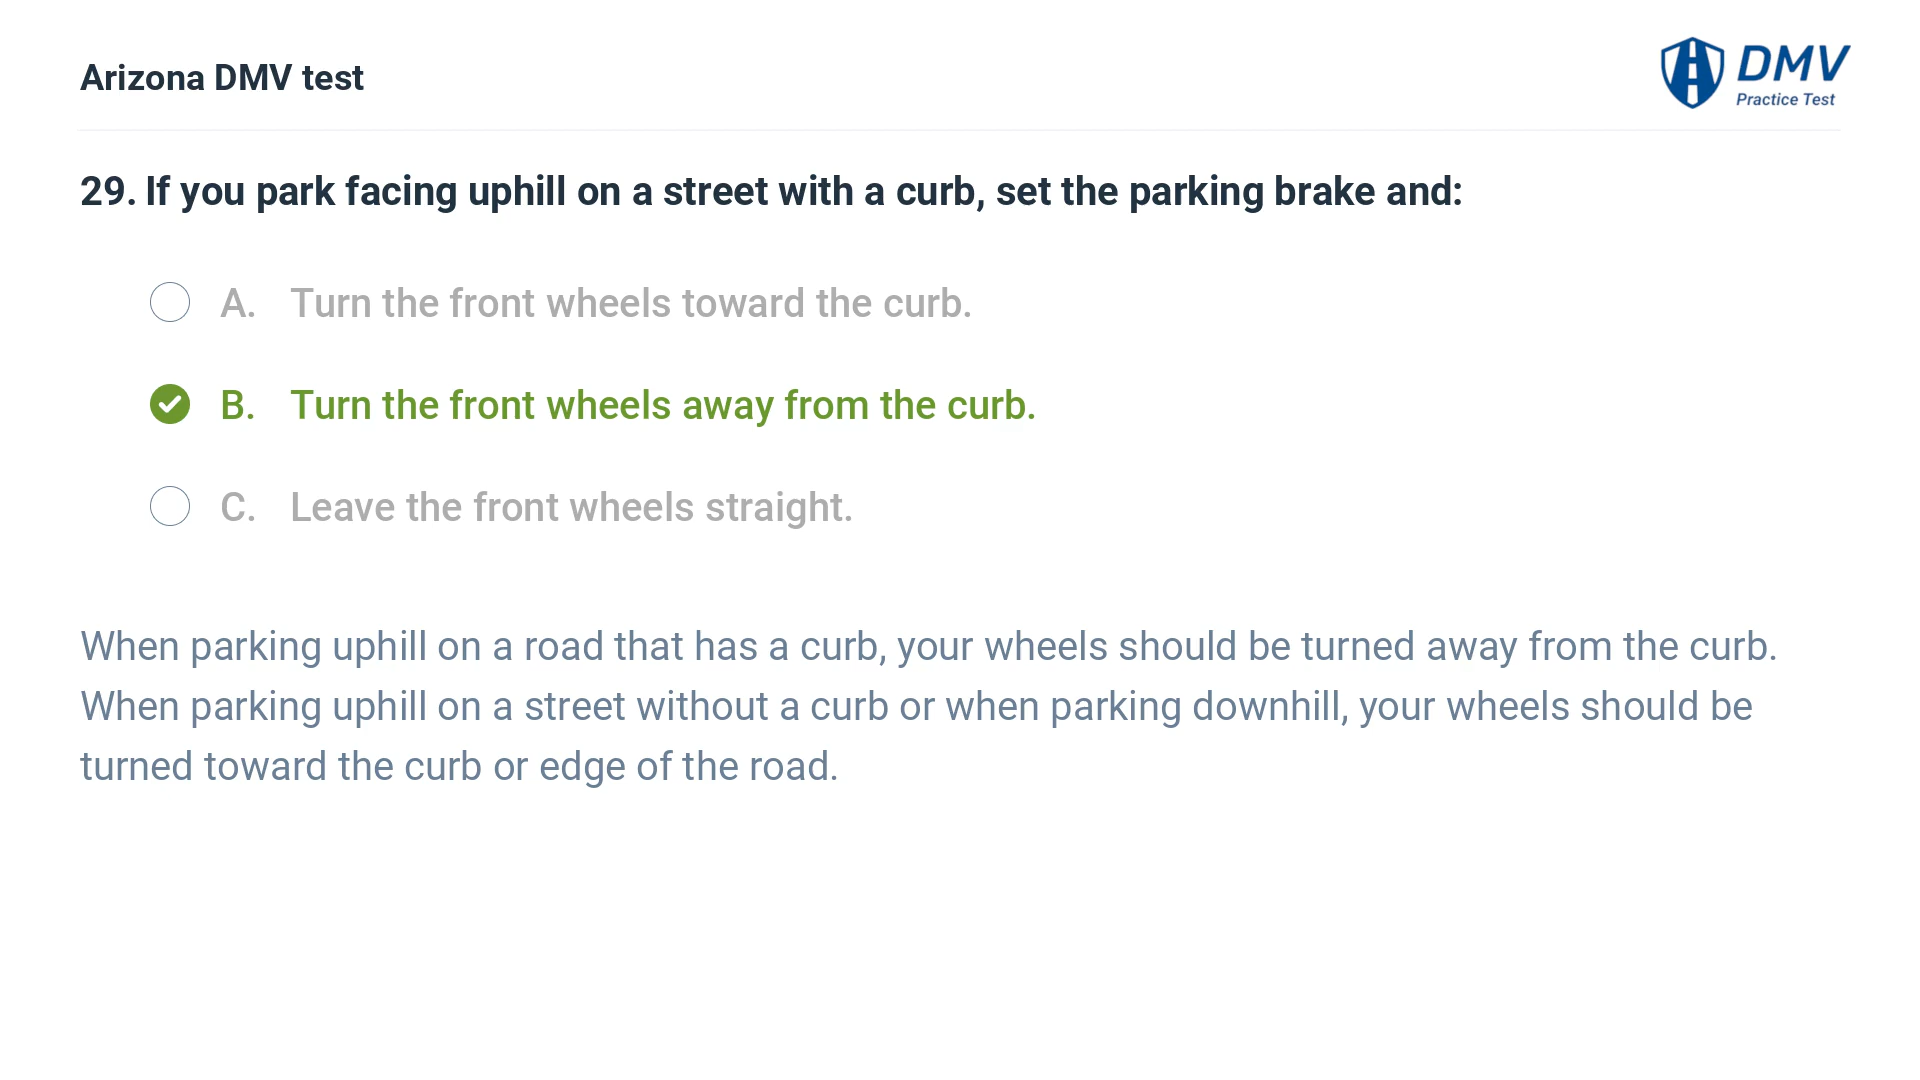 Arizona DMV test
DMV
Practice Test
29. If you park facing uphill on a street with a curb, set the parking brake and:
A. Turn the front wheels toward the curb.
B. Turn the front wheels away from the curb.
C. Leave the front wheels straight.
When parking uphill on a road that has a curb, your wheels should be turned away from the curb.
When parking uphill on a street without a curb or when parking downhill, your wheels should be
turned toward the curb or edge of the road.